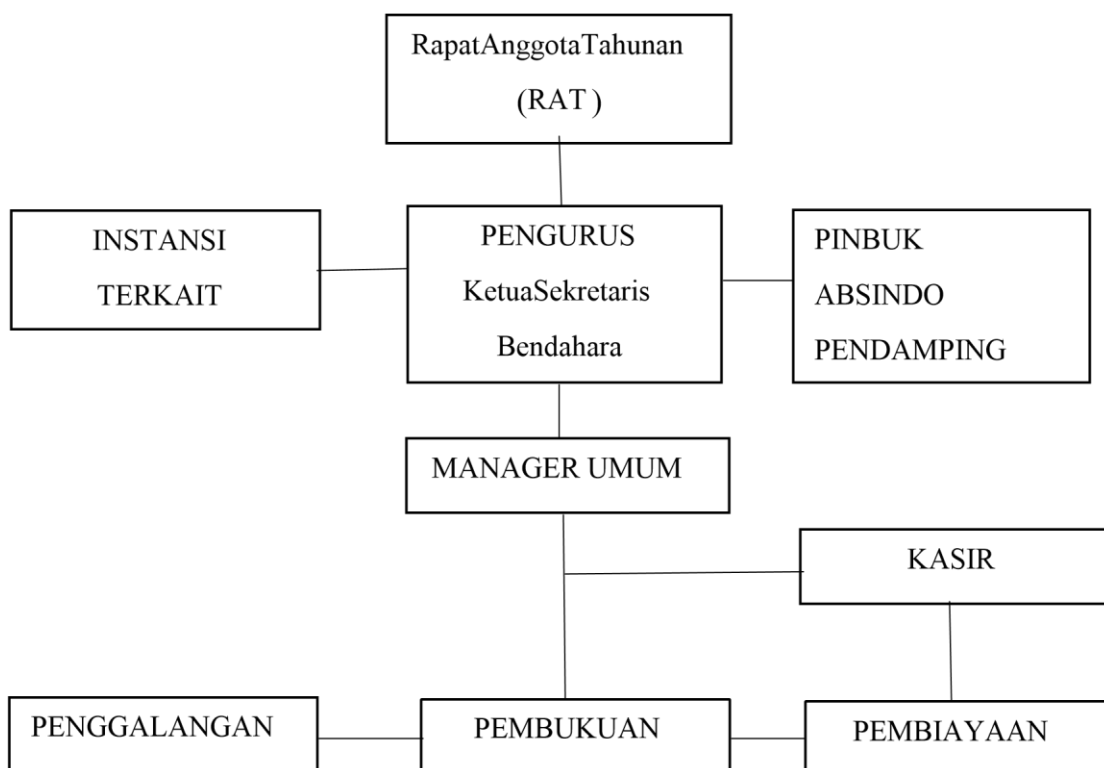 RapatAnggotaTahunan
(RAT )
INSTANSI
TERKAIT
PENGURUS
KetuaSekretaris
Bendahara
PINBUK
ABSINDO
PENDAMPING
MANAGER UMUM
KASIR
PENGGALANGAN
PEMBUKUAN
PEMBIAYAAN